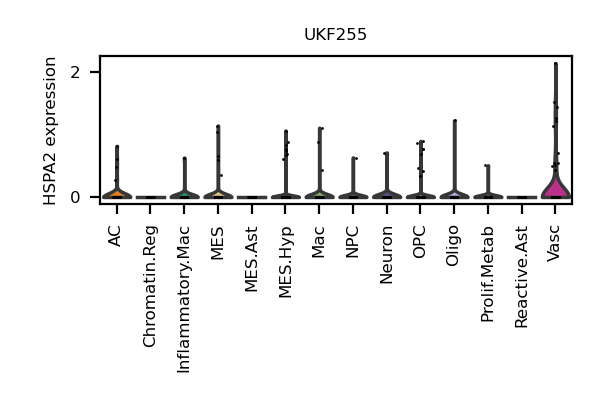 UKF255
HSPA2 expression
2
0
AC
Chromatin.Reg
Inflammatory.Mac
MES
MES.Ast
MES.Hyp
Mac
NPC
Neuron
OPC
Oligo
Prolif.Metab
Reactive.Ast
Vasc